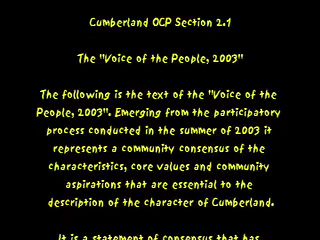 Cumberland OCP Section 2.1
The "Voice of the People, 2003"
The following is the text of the "Voice of the
People, 2003". Emerging from the participatory
process conducted in the summer of 2003 it
represents a community consensus of the
characteristics, core values and community
aspirations that are essential to the
description of the character of Cumberland.
It is a statement of consensus that has